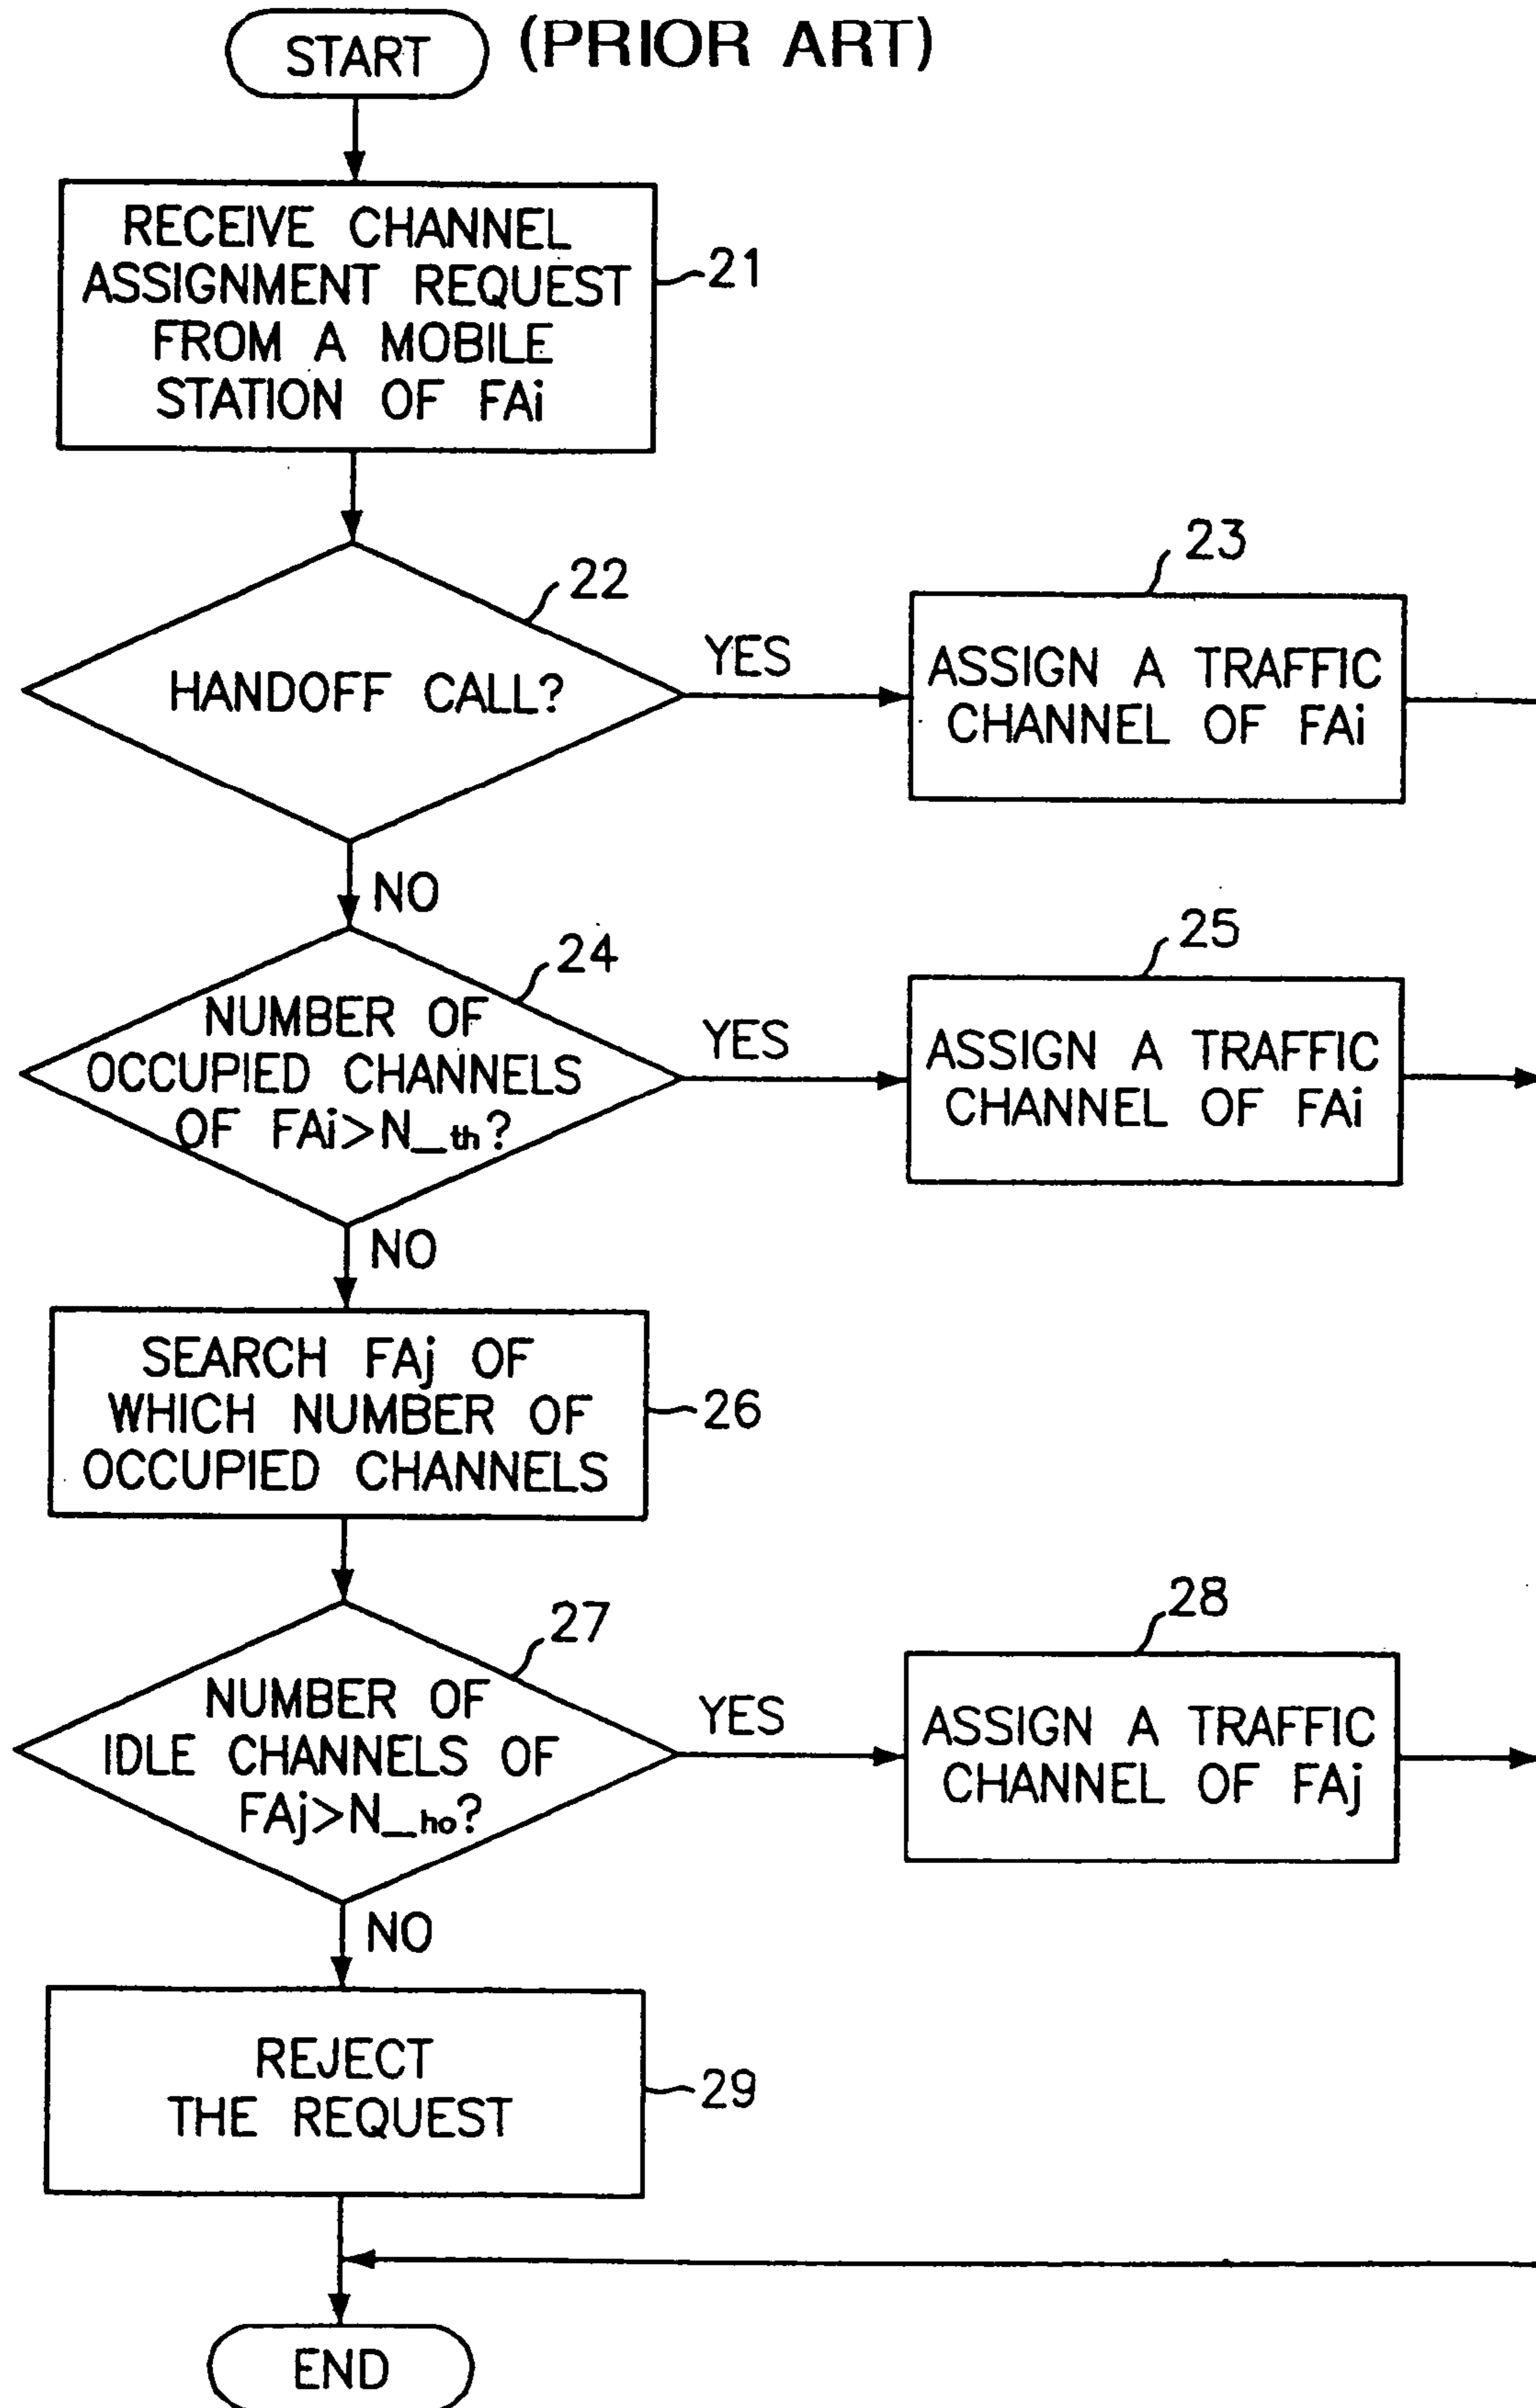 START
(PRIOR ART)
RECEIVE CHANNEL
ASSIGNMENT REQUEST
FROM A MOBILE
STATION OF FAi
21
22
HANDOFF CALL?
YES
23
ASSIGN A TRAFFIC
CHANNEL OF FAi
NO
24
NUMBER OF
OCCUPIED CHANNELS
OF FAi>N_th?
YES
25
ASSIGN A TRAFFIC
CHANNEL OF FAi
NO
SEARCH FAj OF
WHICH NUMBER OF
OCCUPIED CHANNELS
26
27
NUMBER OF
IDLE CHANNELS OF
FAj>N_ho?
YES
28
ASSIGN A TRAFFIC
CHANNEL OF FAj
NO
REJECT
THE REQUEST
29
END